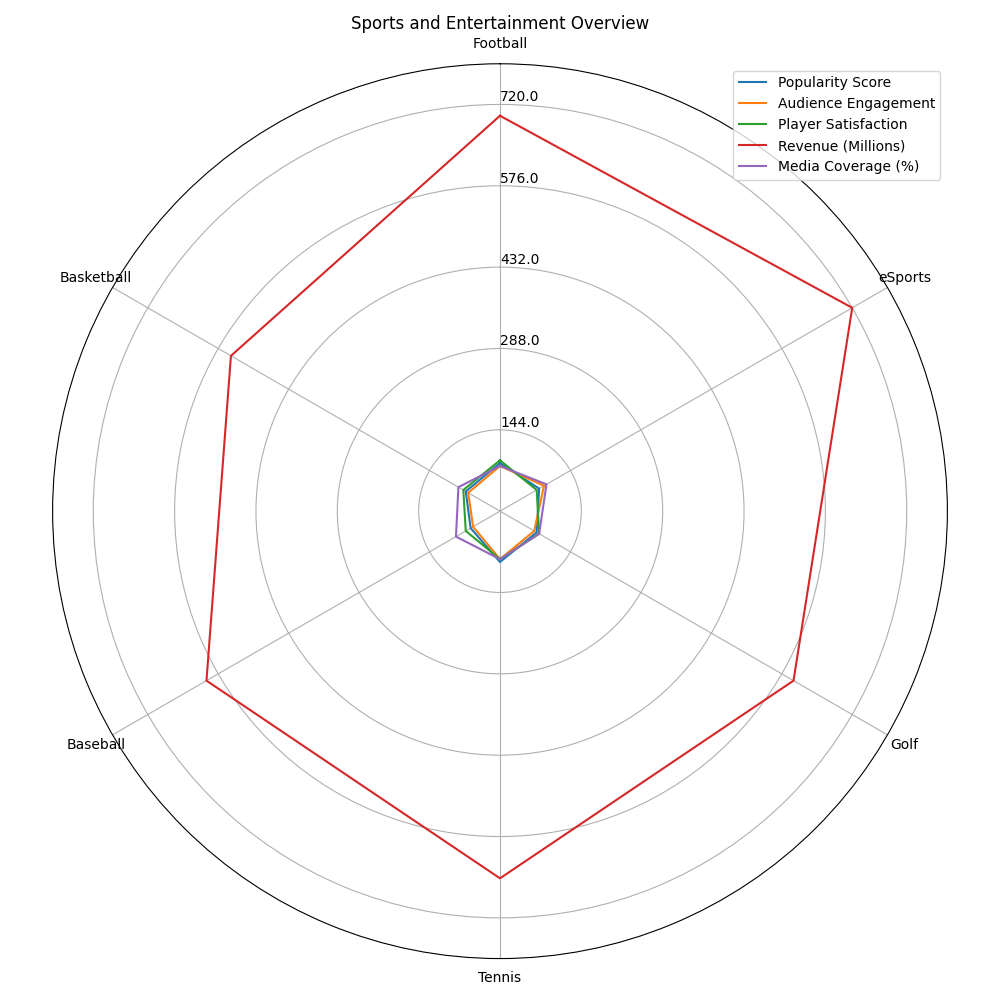 Sports and Entertainment Overview
Football
Popularity Score
Audience Engagement
Player Satisfaction
Revenue (Millions)
Media Coverage (%)
720.0
576.0
432.0
288.0
144.0
Basketball
eSports
Baseball
Golf
Tennis